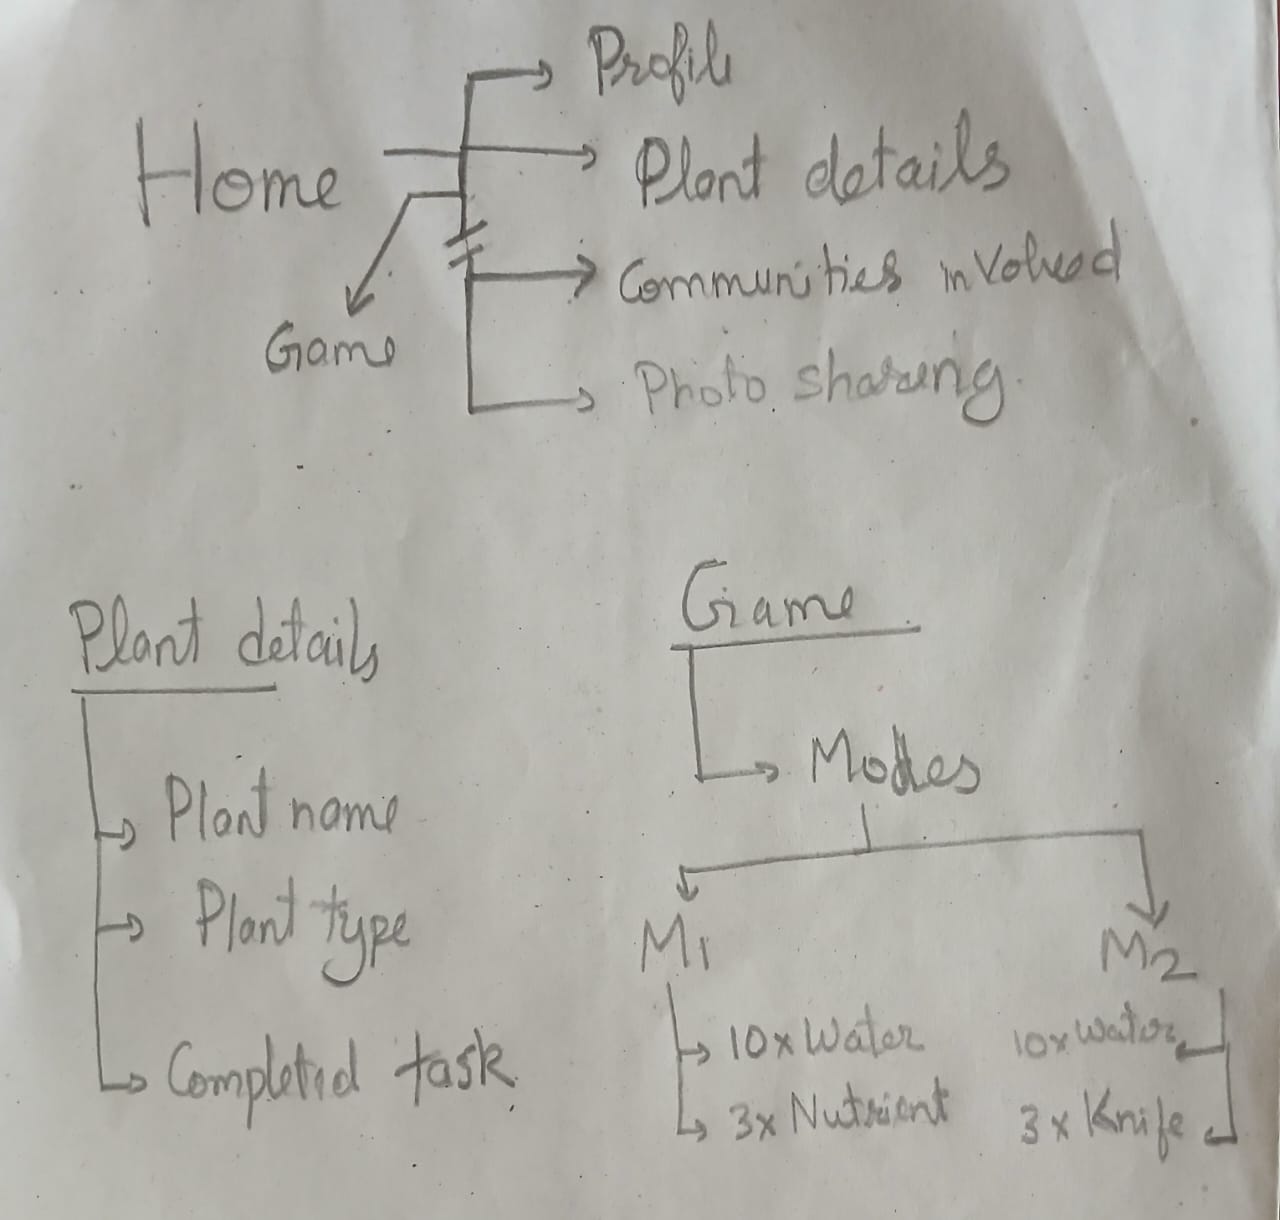 Profile
Home
Plant details
Communities involved
Game
Photo sharing.
Plant details
Plant name
Plant type
Completed task
Game
Modes
M1
M2
10x Water
3x Nutrient
10x Water
3x Knife